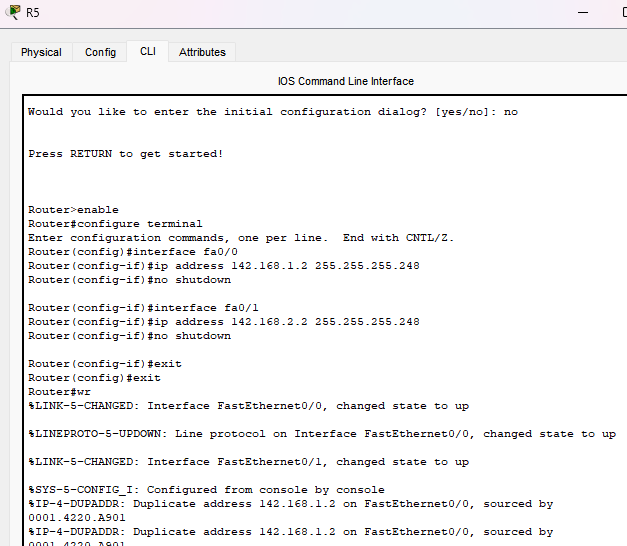 R5
Physical Config CLI Attributes
IOS Command Line Interface
Would you like to enter the initial configuration dialog? [yes/no]: no
Press RETURN to get started!
Router>enable
Router#configure terminal
Enter configuration commands, one per line.  End with CNTL/Z.
Router(config)#interface fa0/0
Router(config-if)#ip address 142.168.1.2 255.255.255.248
Router(config-if)#no shutdown
Router(config-if)#interface fa0/1
Router(config-if)#ip address 142.168.2.2 255.255.255.248
Router(config-if)#no shutdown
Router(config-if)#exit
Router(config)#exit
Router#wr
%LINK-5-CHANGED: Interface FastEthernet0/0, changed state to up
%LINEPROTO-5-UPDOWN: Line protocol on Interface FastEthernet0/0, changed state to up
%LINK-5-CHANGED: Interface FastEthernet0/1, changed state to up
%SYS-5-CONFIG_I: Configured from console by console
%IP-4-DUPADDR: Duplicate address 142.168.1.2 on FastEthernet0/0, sourced by
0001.4220.A901
%IP-4-DUPADDR: Duplicate address 142.168.1.2 on FastEthernet0/0, sourced by
0001.4220.A901